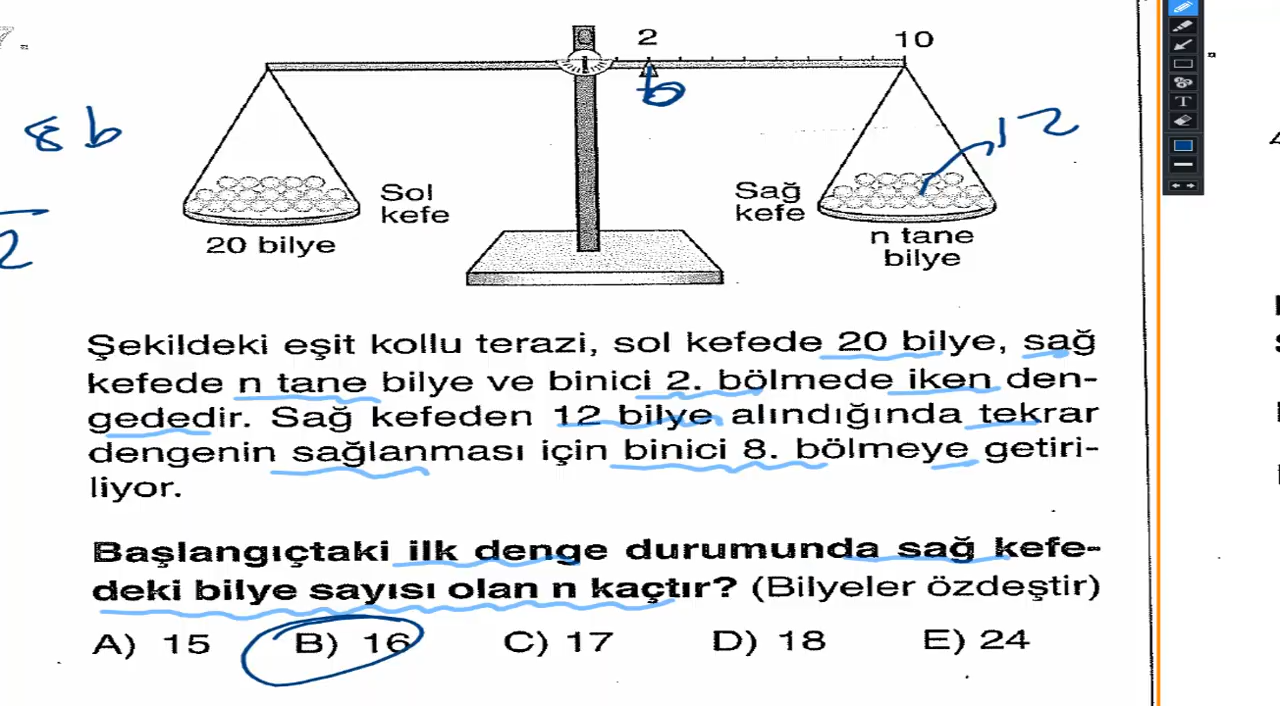 7.
2
10
b
12
8 b
2
Sol
kefe
Sağ
kefe
20 bilye
n tane
bilye
Şekildeki eşit kollu terazi, sol kefede 20 bilye, sağ
kefede n tane bilye ve binici 2. bölmede iken den-
gededir. Sağ kefeden 12 bilye alındığında tekrar
dengenin sağlanması için binici 8. bölmeye getiri-
liyor.
Başlangıçtaki ilk denge durumunda sağ kefe-
deki bilye sayısı olan n kaçtır? (Bilyeler özdeştir)
A) 15 B) 16 C) 17 D) 18 E) 24
T